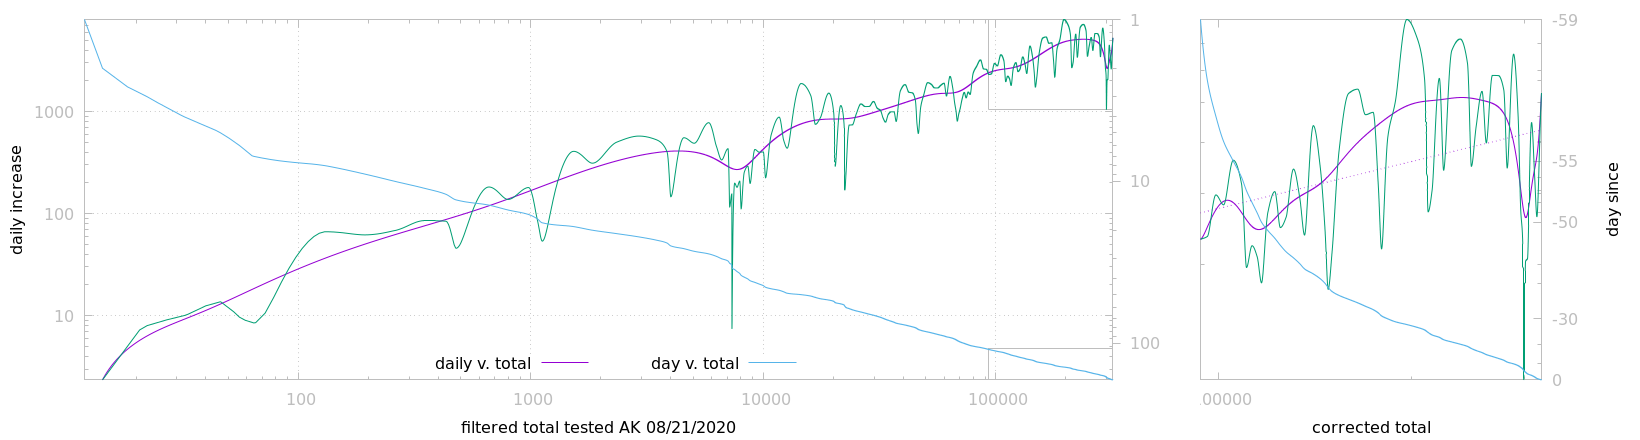 daily increase
1000
100
10
100
1000
10000
100000
1
10
100
daily v. total
day v. total
filtered total tested AK 08/21/2020
-59
-55
-50
-30
0
day since
.00000
corrected total